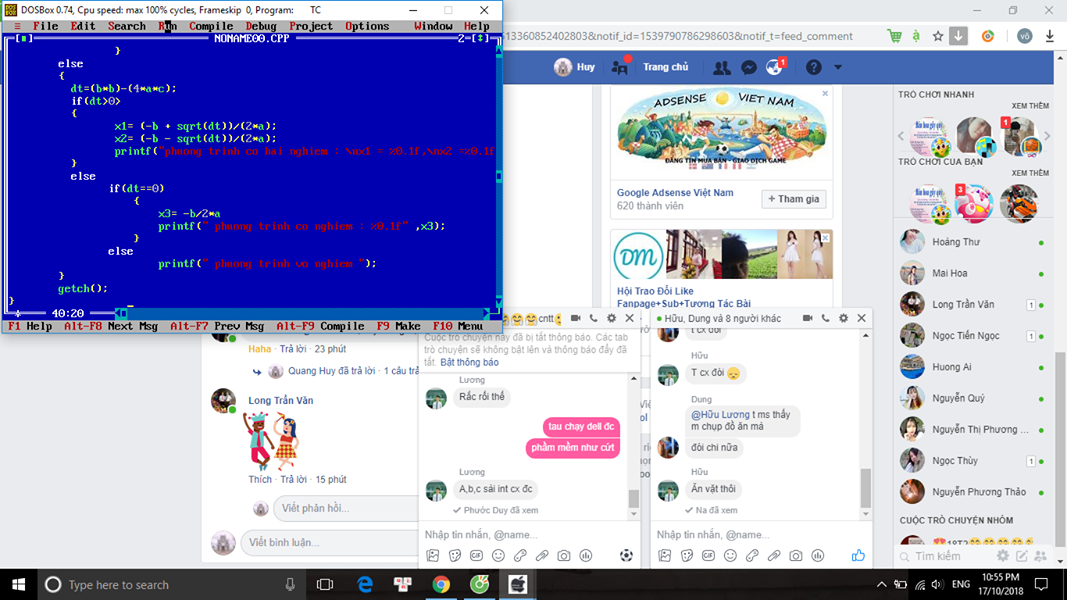 DOSBox 0.74, Cpu speed: max 100% cycles, Frameskip 0, Program: TC
≡ File Edit Search Run Compile Debug Project Options Window Help
NONAME00.CPP
2-[↕]
}
else
{
dt=(b*b)-(4*a*c);
if(dt>0>
{
x1= (-b + sqrt(dt))/(2*a);
x2= (-b - sqrt(dt))/(2*a);
printf("phuong trinh co hai nghiem : \nx1 = %0.1f,\nx2 =%0.1f
}
else
if(dt==0)
{
x3= -b/2*a
printf(" phuong trinh co nghiem : %0.1f" ,x3);
}
else
printf(" phuong trinh vo nghiem ");
}
getch();
}
40:20
F1 Help Alt-F8 Next Msg Alt-F7 Prev Msg Alt-F9 Compile F9 Make F10 Menu
513360852402803&notif_id=1539790786298603&notif_t=feed_comment
võ
Huy
Trang chủ
1
ADSENSE VIET NAM
ĐĂNG TIN MUA BÁN - GIAO DỊCH GAME
Google Adsense Việt Nam
620 thành viên
+ Tham gia
DM
Hội Trao Đổi Like
Fanpage+Sub+Tương Tác Bài
TRÒ CHƠI NHANH
XEM THÊM
1
TRÒ CHƠI CỦA BẠN
XEM THÊM
3
Hoàng Thư
Mai Hoa
Long Trần Văn
1
Ngọc Tiến Ngọc
1
Huong Ai
Nguyễn Quý
Nguyễn Thị Phương ...
Ngọc Thùy
1
Nguyễn Phương Thảo
CUỘC TRÒ CHUYỆN NHÓM
18T2
Tìm kiếm
Haha · Trả lời · 23 phút
Quang Huy đã trả lời · 1 câu trả
Long Trần Văn
Thích · Trả lời · 15 phút
Viết phản hồi...
Viết bình luận...
cntt
Cuộc trò chuyện này đã bị tắt thông báo. Các tab
trò chuyện sẽ không bật lên và thông báo đẩy đã
tắt. Bật thông báo
Lương
Rắc rối thế
tau chạy dell đc
phầm mềm như cứt
Lương
A,b,c sái int cx đc
Phước Duy đã xem
Nhập tin nhắn, @name...
Hữu, Dung và 8 người khác
T cx đói
Hữu
T cx đói
Dung
@Hữu Lương t ms thấy
m chụp đồ ăn mà
đói chi nữa
Hữu
Ăn vặt thôi
Na đã xem
Nhập tin nhắn, @name...
Type here to search
ENG
10:55 PM
17/10/2018